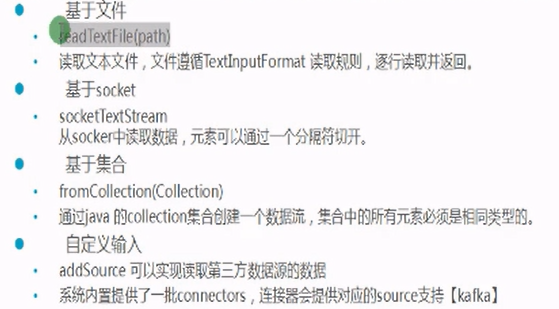 基于文件
readTextFile(path)
读取文本文件，文件遵循TextInputFormat 读取规则，逐行读取并返回。
基于socket
socketTextStream
从socker中读取数据，元素可以通过一个分隔符切开。
基于集合
fromCollection(Collection)
通过java 的collection集合创建一个数据流，集合中的所有元素必须是相同类型的。
自定义输入
addSource 可以实现读取第三方数据源的数据
系统内置提供了一批connectors，连接器会提供对应的source支持【kafka】